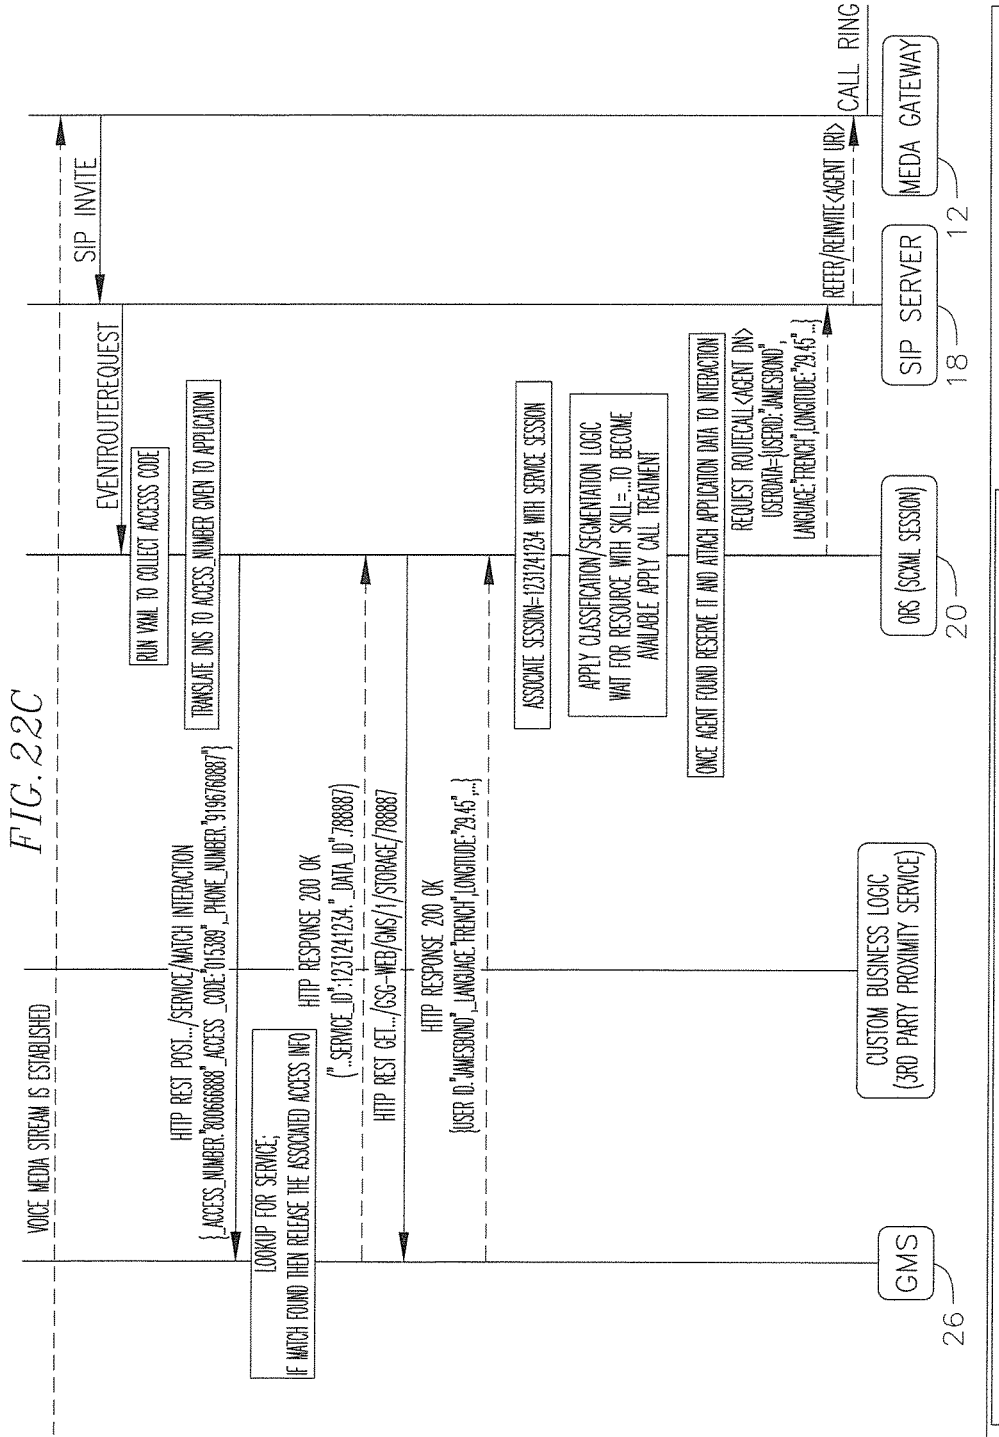 FIG. 22C
VOICE MEDIA STREAM IS ESTABLISHED
SIP INVITE
EVENTROUTEREQUEST
RUN VXML TO COLLECT ACCESSS CODE
TRANSLATE DNIS TO ACCESS_NUMBER GIVEN TO APPLICATION
HTTP REST POST.../SERVICE/MATCH INTERACTION
{_ACCESS_NUMBER."800666888"_ACCESS _CODE:"015389",_PHONE_NUMBER."9196760887"}
LOOKUP FOR SERVICE;
IF MATCH FOUND THEN RELEASE THE ASSOCIATED ACCESS INFO
HTTP RESPONSE 200 OK
("..SERVICE_ID":1231241234."_DATA_ID".788887)
HTTP REST GET.../GSG-WEB/GMS/1/STORAGE/788887
HTTP RESPONSE 200 OK
{USER ID."JAMESBOND",_LANGUAGE."FRENCH",LONGITUDE:"29.45",...}
ASSOCIATE SESSION=1231241234 WITH SERVICE SESSION
APPLY CLASSIFICATION/SEGMENTATION LOGIC
WAIT FOR RESOURCE WITH SKILL=...TO BECOME
AVAILABLE APPLY CALL TREATMENT
ONCE AGENT FOUND RESERVE IT AND ATTACH APPLICATION DATA TO INTERACTION
REQUEST ROUTECALL<AGENT DN>
USERDATA={USERID:"JAMESBOND",
LANGUAGE:"FRENCH",LONGITUDE:"29.45",...}
REFER/REINVITE<AGENT URI>
CALL RING
GMS
26
CUSTOM BUSINESS LOGIC
(3RD PARTY PROXIMITY SERVICE)
ORS (SCXML SESSION)
20
SIP SERVER
18
MEDA GATEWAY
12